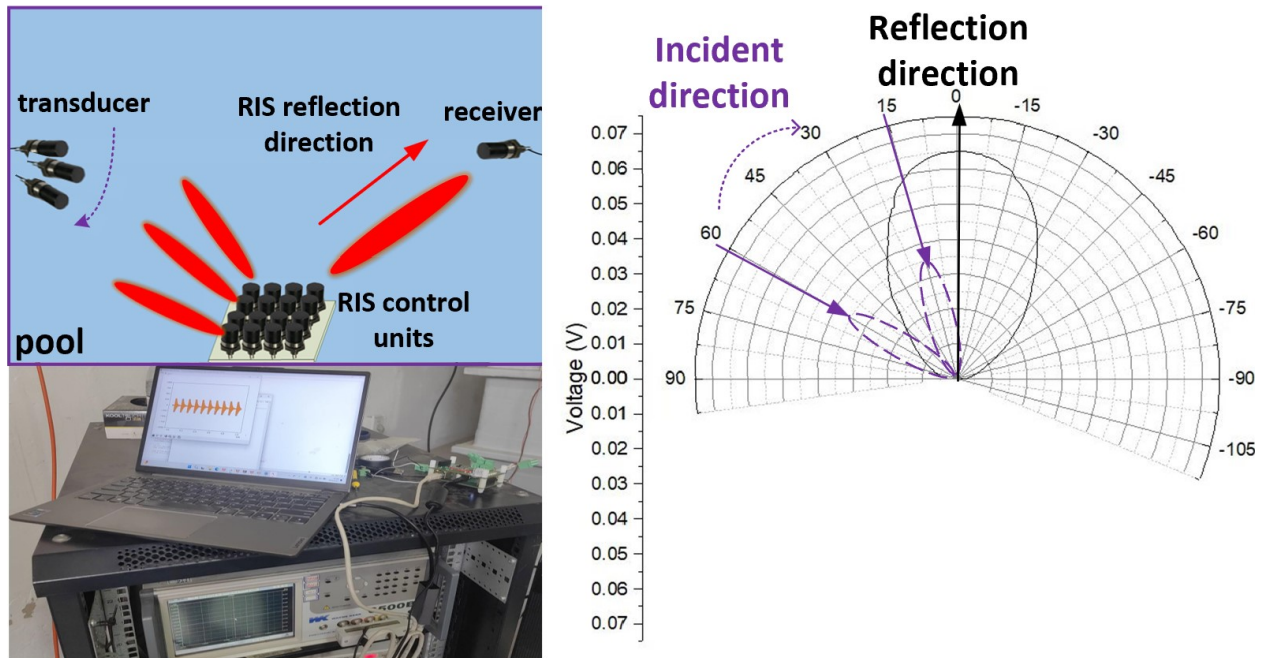 transducer
RIS reflection
direction
receiver
RIS control
units
pool
Incident
direction
Reflection
direction
0
15
-15
30
-30
45
-45
60
-60
75
-75
90
-90
-105
Voltage (V)
0.07
0.06
0.05
0.04
0.03
0.02
0.01
0.00
0.01
0.02
0.03
0.04
0.05
0.06
0.07